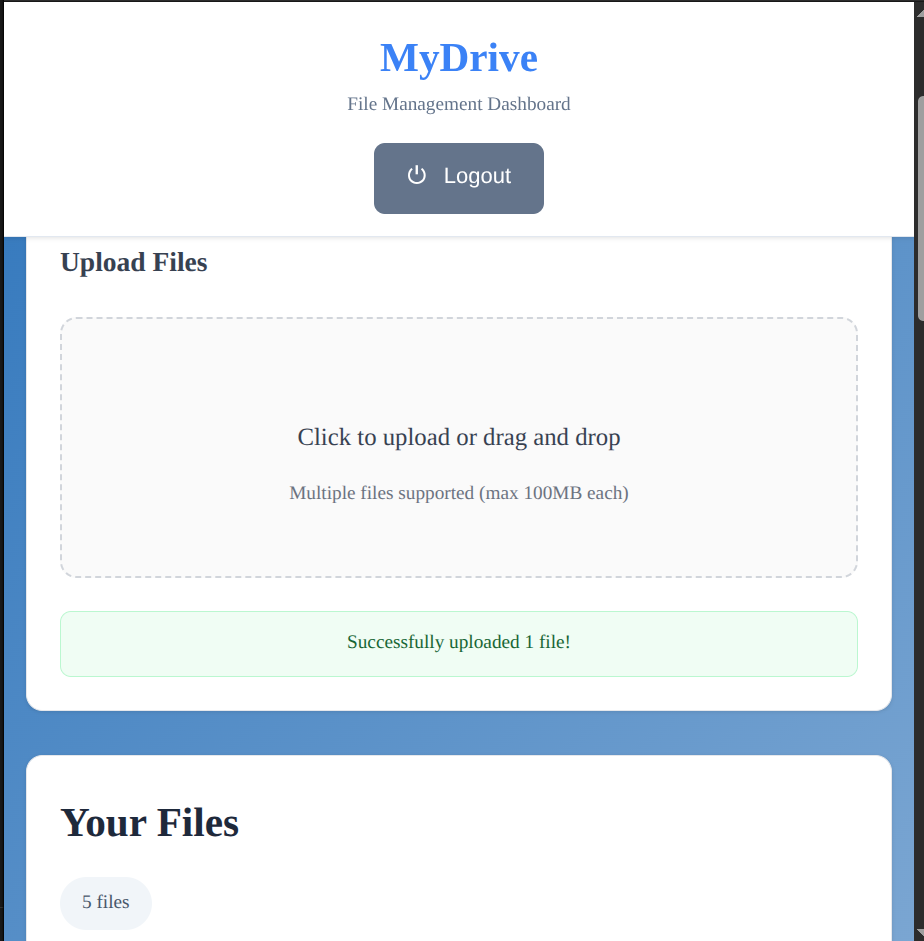 MyDrive
File Management Dashboard
Logout
Upload Files
Click to upload or drag and drop
Multiple files supported (max 100MB each)
Successfully uploaded 1 file!
Your Files
5 files